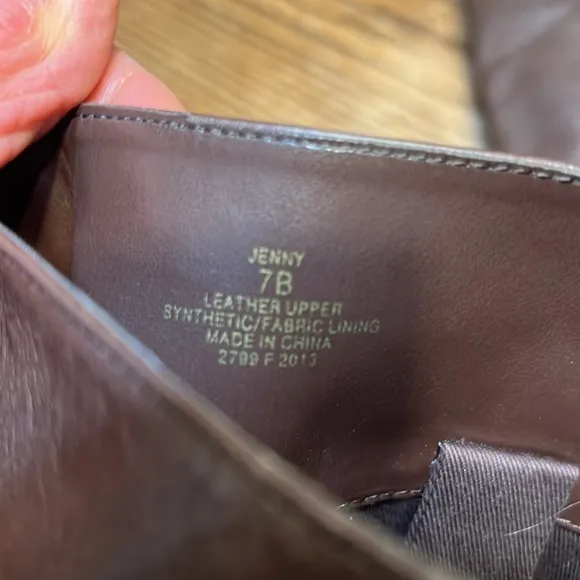 JENNY
7B
LEATHER UPPER
SYNTHETIC/FABRIC LINING
MADE IN CHINA
2799 F 2013